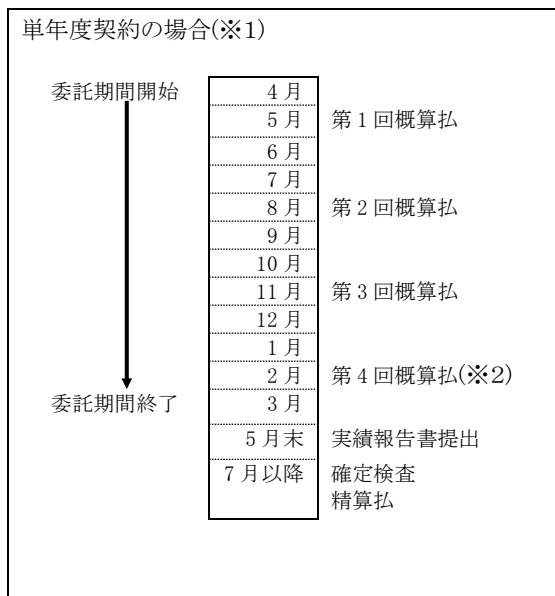 単年度契約の場合(※1)
委託期間開始 4月
5月 第1回概算払
6月
7月
8月 第2回概算払
9月
10月
11月 第3回概算払
12月
1月
2月 第4回概算払(※2)
委託期間終了 3月
5月末 実績報告書提出
7月以降 確定検査
精算払